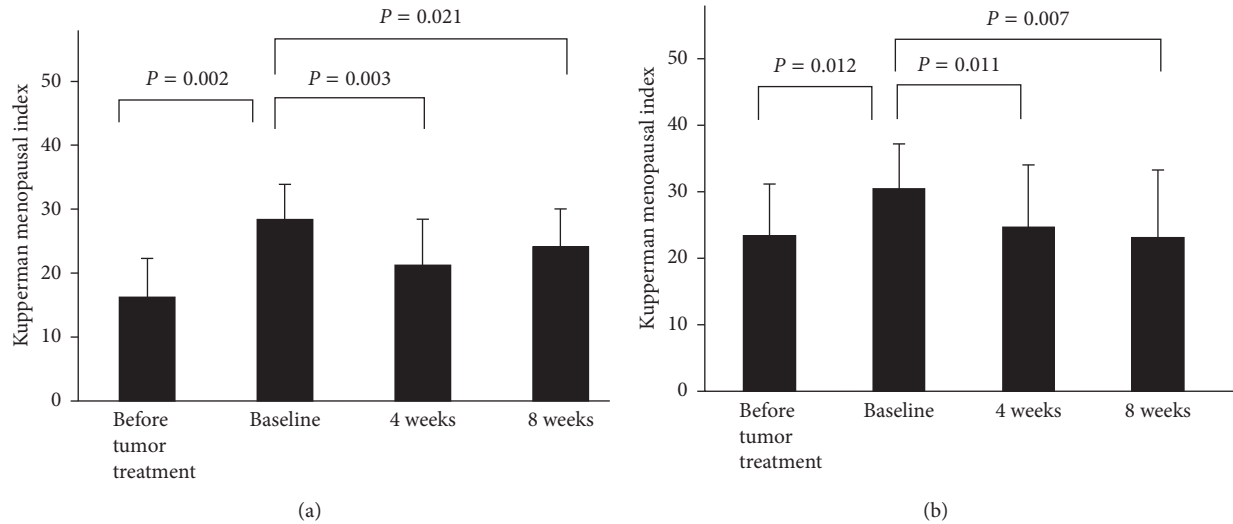 P = 0.021
P = 0.002
P = 0.003
Kupperman menopausal index
50
40
30
20
10
0
Before
tumor
treatment
Baseline
4 weeks
8 weeks
(a)
P = 0.007
P = 0.012
P = 0.011
Kupperman menopausal index
50
40
30
20
10
0
Before
tumor
treatment
Baseline
4 weeks
8 weeks
(b)